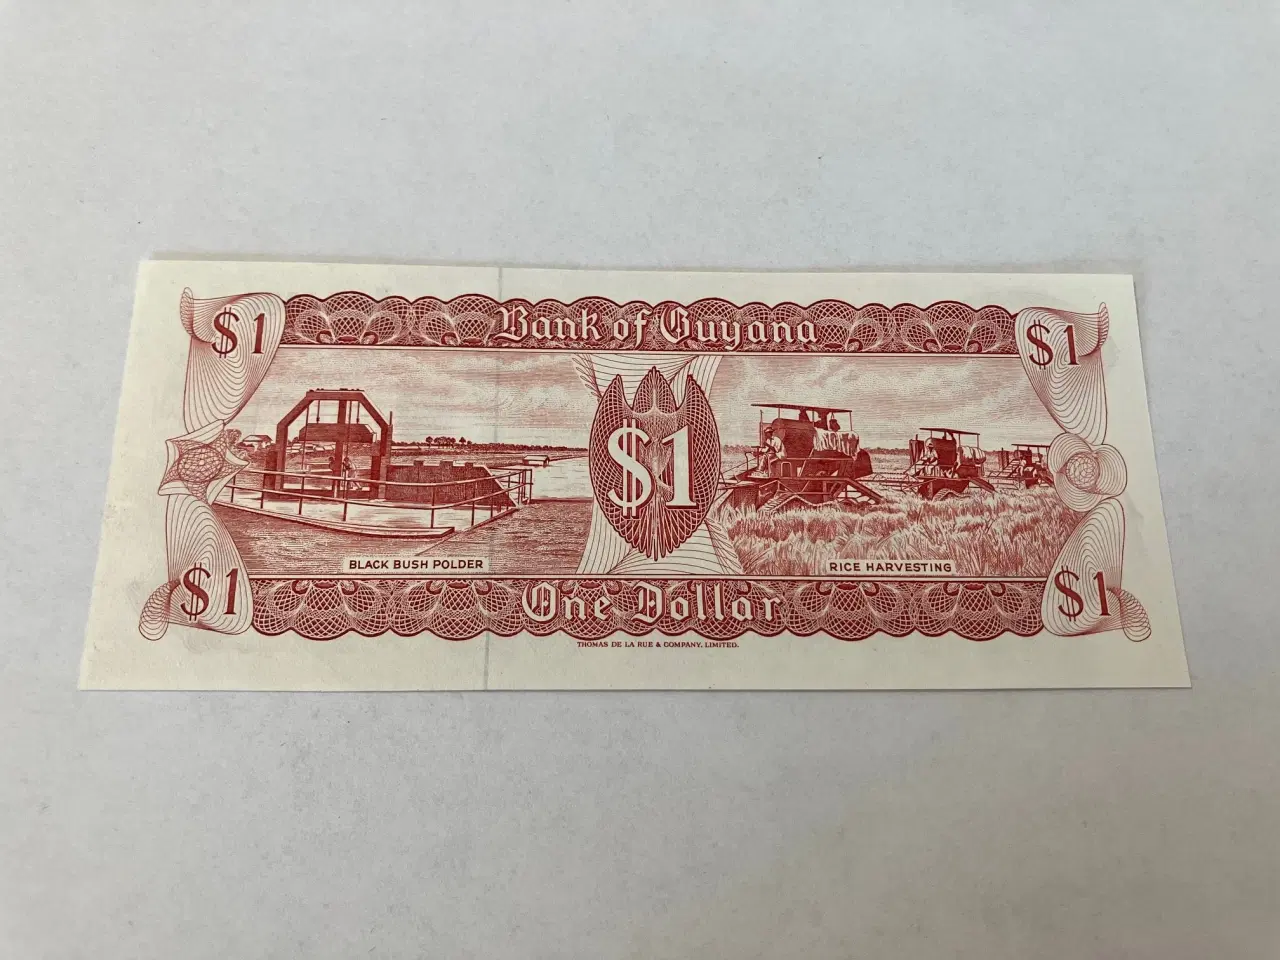 $1 Bank of Guyana $1
$1
BLACK BUSH POLDER RICE HARVESTING
$1 One Dollar $1
THOMAS DE LA RUE & COMPANY, LIMITED.